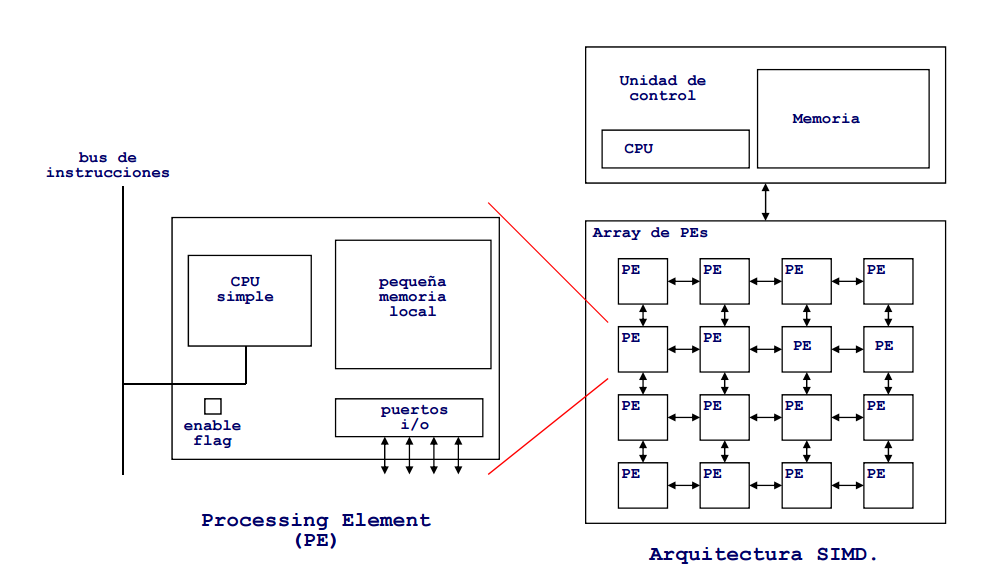 bus de
instrucciones
CPU
simple
pequeña
memoria
local
enable
flag
puertos
i/o
Processing Element
(PE)
Unidad de
control
CPU
Memoria
Array de PEs
PE PE PE PE
PE PE PE PE
PE PE PE PE
PE PE PE PE
Arquitectura SIMD.